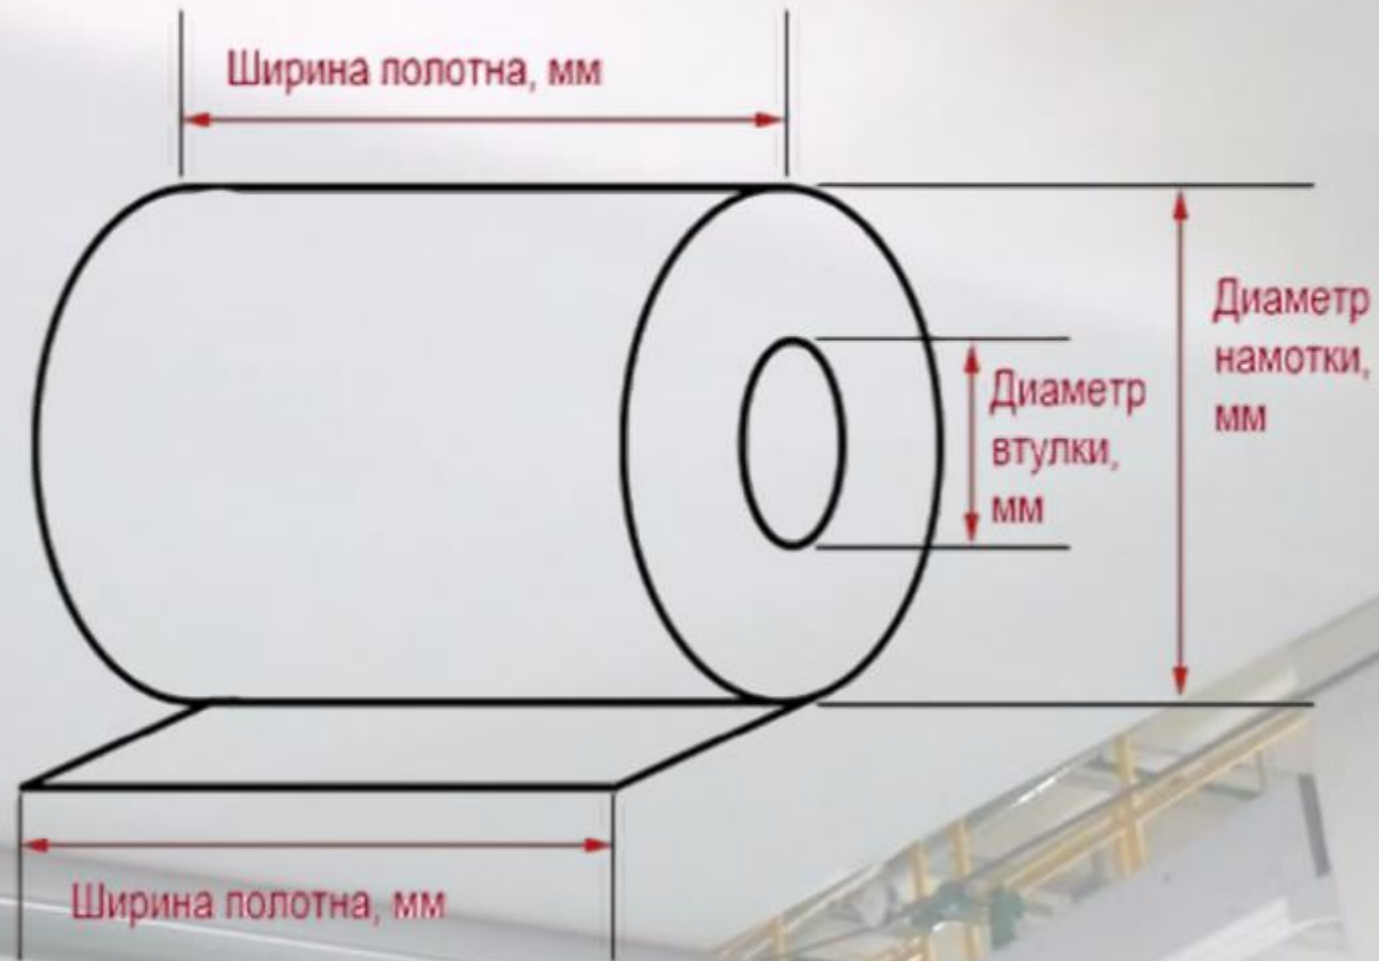 Ширина полотна, мм
Диаметр
намотки,
мм
Диаметр
втулки,
мм
Ширина полотна, мм